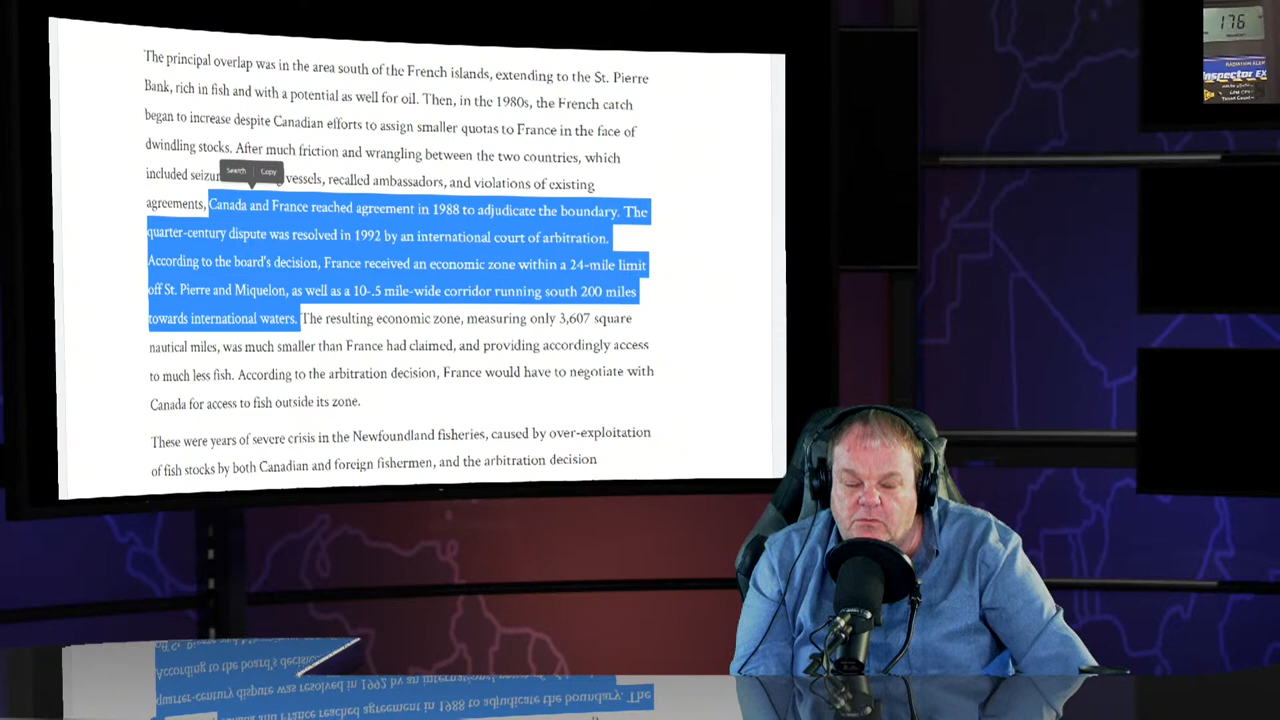 The principal overlap was in the area south of the French islands, extending to the St. Pierre
Bank, rich in fish and with a potential as well for oil. Then, in the 1980s, the French catch
began to increase despite Canadian efforts to assign smaller quotas to France in the face of
dwindling stocks. After much friction and wrangling between the two countries, which
Search Copy
included vessels, recalled ambassadors, and violations of existing
agreements, Canada and France reached agreement in 1988 to adjudicate the boundary. The
quarter-century dispute was resolved in 1992 by an international court of arbitration.
According to the board's decision, France received an economic zone within a 24-mile limit
off St. Pierre and Miquelon, as well as a 10-.5 mile-wide corridor running south 200 miles
towards international waters. The resulting economic zone, measuring only 3,607 square
nautical miles, was much smaller than France had claimed, and providing accordingly access
to much less fish. According to the arbitration decision, France would have to negotiate with
Canada for access to fish outside its zone.
These were years of severe crisis in the Newfoundland fisheries, caused by over-exploitation
of fish stocks by both Canadian and foreign fishermen, and the arbitration decision
176
Inspector EX